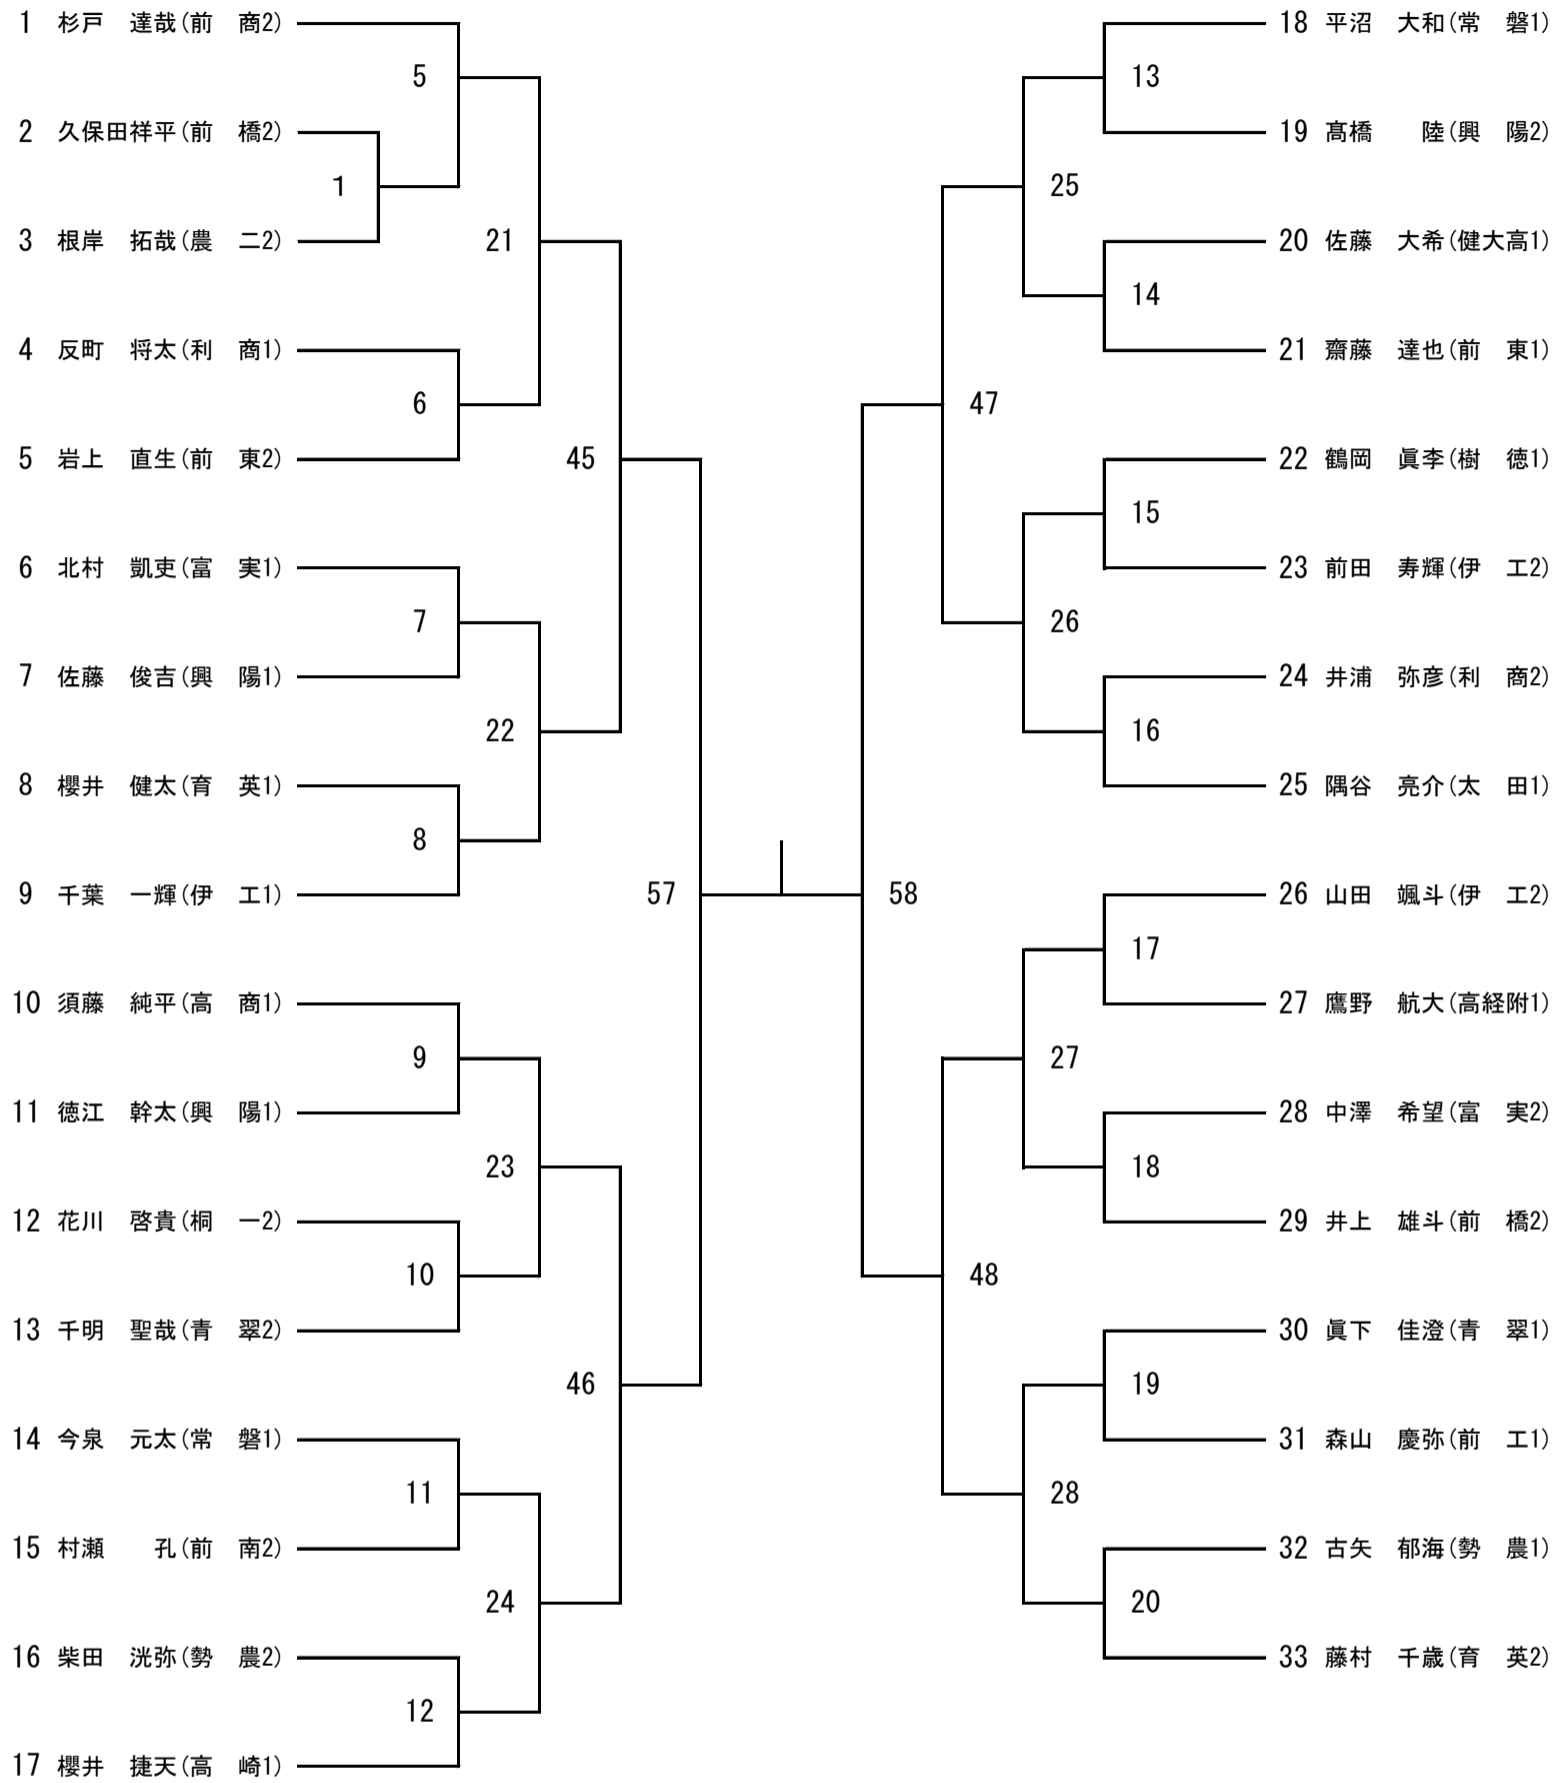 1 杉戸　達哉(前　商2)
5
2 久保田祥平(前　橋2)
1
3 根岸　拓哉(農　二2)
21
4 反町　将太(利　商1)
6
5 岩上　直生(前　東2)
45
6 北村　凱吏(富　実1)
7
7 佐藤　俊吉(興　陽1)
22
8 櫻井　健太(育　英1)
8
9 千葉　一輝(伊　工1)
57
10 須藤　純平(高　商1)
9
11 徳江　幹太(興　陽1)
23
12 花川　啓貴(桐　一2)
10
13 千明　聖哉(青　翠2)
46
14 今泉　元太(常　磐1)
11
15 村瀬　　孔(前　南2)
24
16 柴田　洸弥(勢　農2)
12
17 櫻井　捷天(高　崎1)
18 平沼　大和(常　磐1)
13
19 髙橋　　陸(興　陽2)
25
20 佐藤　大希(健大高1)
14
21 齋藤　達也(前　東1)
47
22 鶴岡　眞李(樹　徳1)
15
23 前田　寿輝(伊　工2)
26
24 井浦　弥彦(利　商2)
16
25 隅谷　亮介(太　田1)
58
26 山田　颯斗(伊　工2)
17
27 鷹野　航大(高経附1)
27
28 中澤　希望(富　実2)
18
29 井上　雄斗(前　橋2)
48
30 眞下　佳澄(青　翠1)
19
31 森山　慶弥(前　工1)
28
32 古矢　郁海(勢　農1)
20
33 藤村　千歳(育　英2)